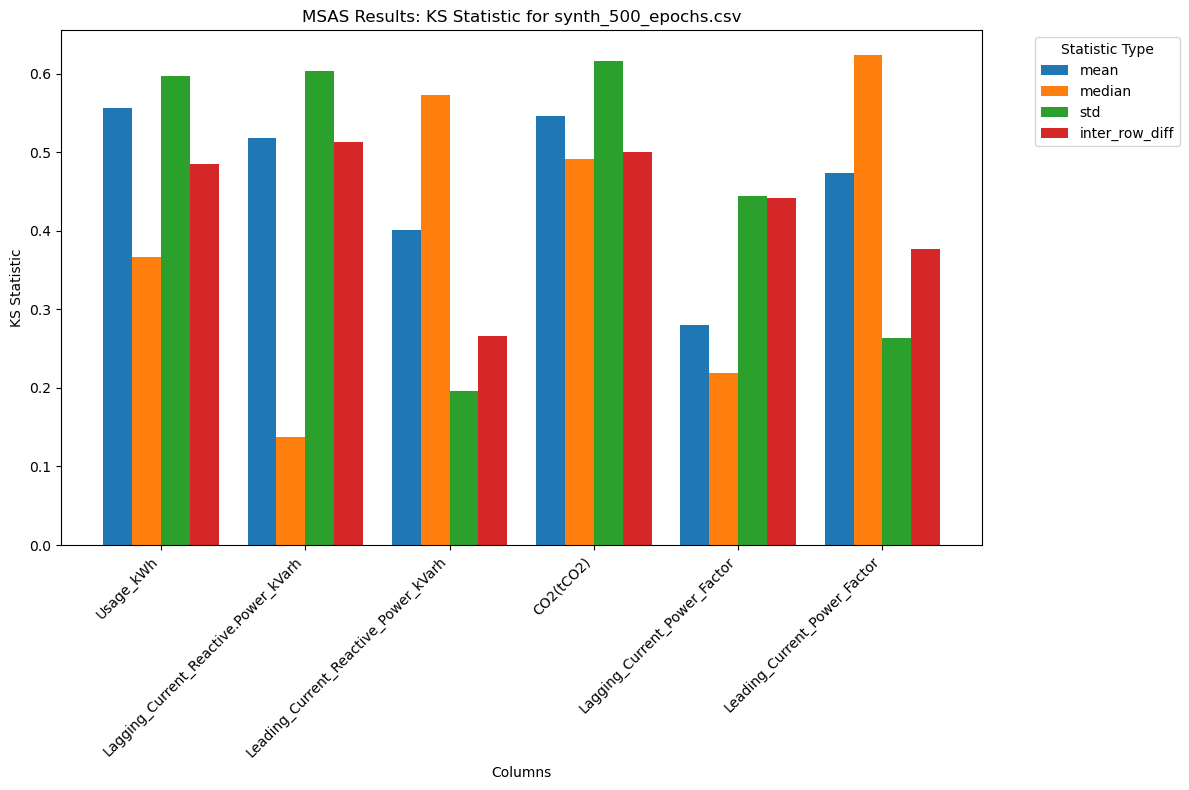 MSAS Results: KS Statistic for synth_500_epochs.csv
Statistic Type
mean
median
std
inter_row_diff
KS Statistic
0.6
0.5
0.4
0.3
0.2
0.1
0.0
Usage_kWh
Lagging_Current_Reactive.Power_kVarh
Leading_Current_Reactive_Power_kVarh
CO2(tCO2)
Lagging_Current_Power_Factor
Leading_Current_Power_Factor
Columns